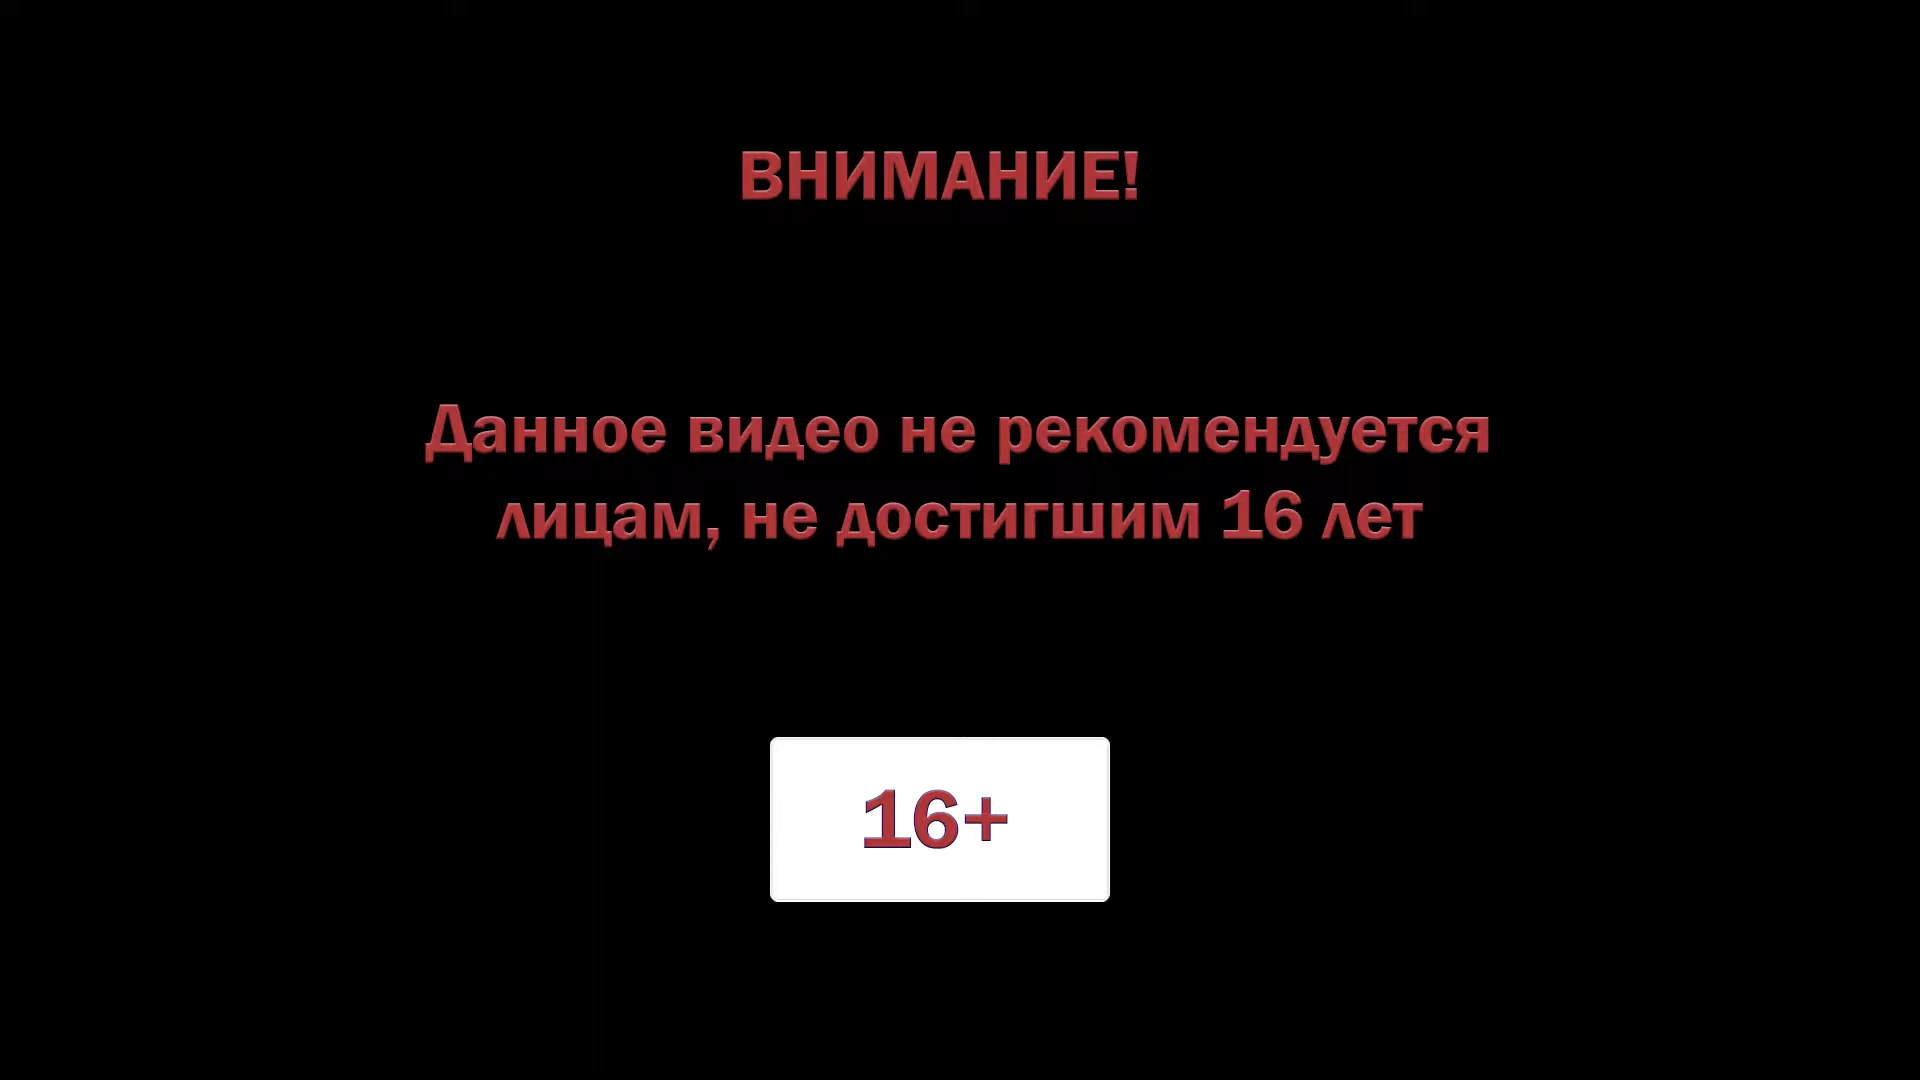 ВНИМАНИЕ!
Данное видео не рекомендуется
лицам, не достигшим 16 лет
16+